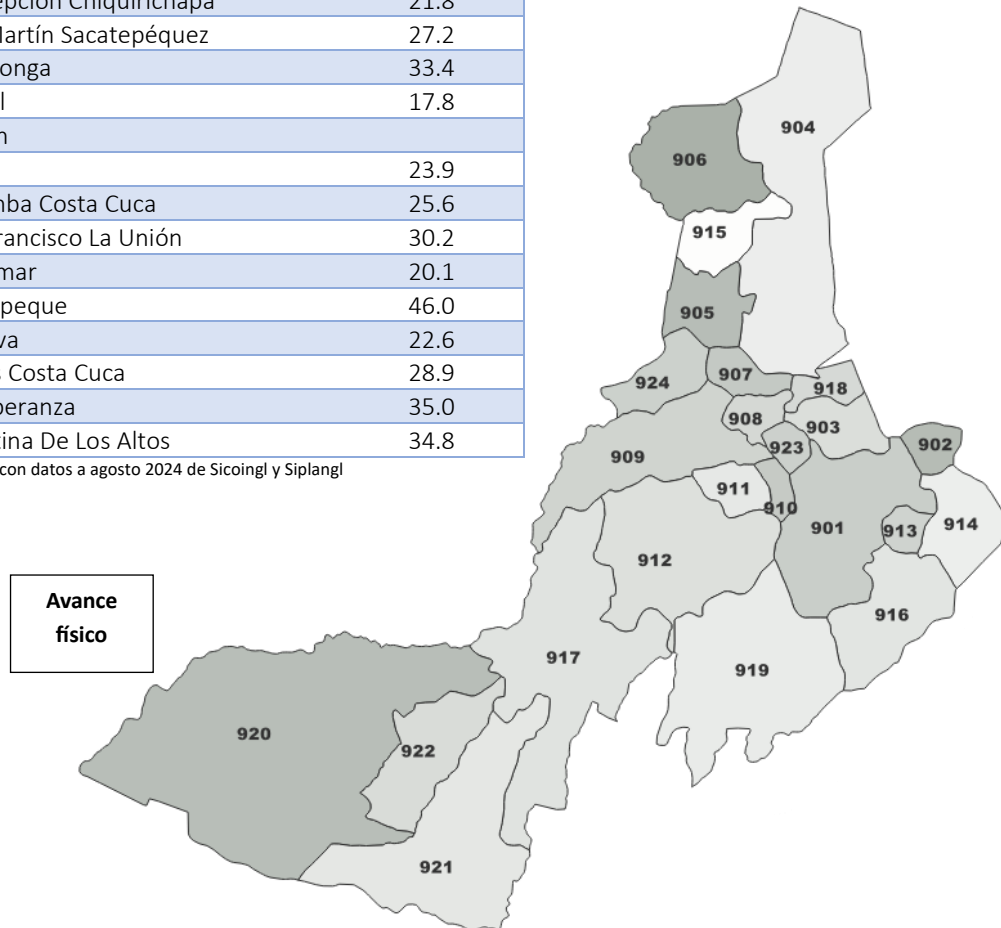 epción Chiquirichapa 21.8
Martín Sacatepéquez 27.2
onga 33.4
l 17.8
n
23.9
mba Costa Cuca 25.6
rancisco La Unión 30.2
mar 20.1
peque 46.0
va 22.6
s Costa Cuca 28.9
peranza 35.0
tina De Los Altos 34.8
con datos a agosto 2024 de Sicoingl y Siplangl
904
906
915
905
924
907
918
908
903
923
902
909
911
910
901
913
914
912
916
917
919
920
922
921
Avance
físico